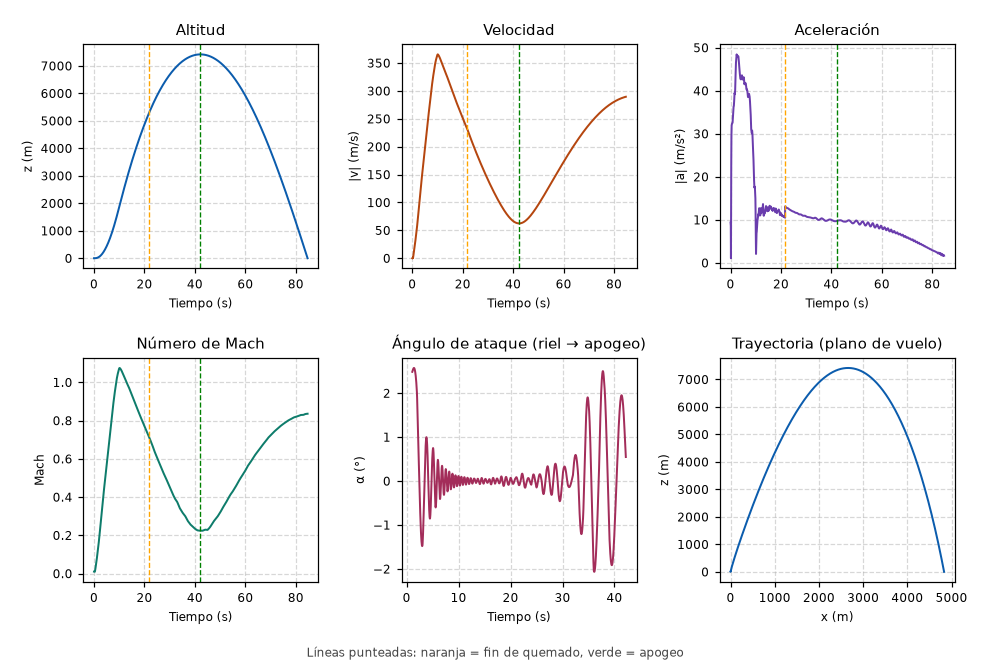 Altitud
Velocidad
Aceleración
z (m)
7000
6000
5000
4000
3000
2000
1000
0
0 20 40 60 80
Tiempo (s)
|v| (m/s)
350
300
250
200
150
100
50
0
0 20 40 60 80
Tiempo (s)
|a| (m/s²)
50
40
30
20
10
0
0 20 40 60 80
Tiempo (s)
Número de Mach
Ángulo de ataque (riel → apogeo)
Trayectoria (plano de vuelo)
Mach
1.0
0.8
0.6
0.4
0.2
0.0
0 20 40 60 80
Tiempo (s)
α (°)
2
1
0
−1
−2
0 10 20 30 40
Tiempo (s)
z (m)
7000
6000
5000
4000
3000
2000
1000
0
0 1000 2000 3000 4000 5000
x (m)
Líneas punteadas: naranja = fin de quemado, verde = apogeo